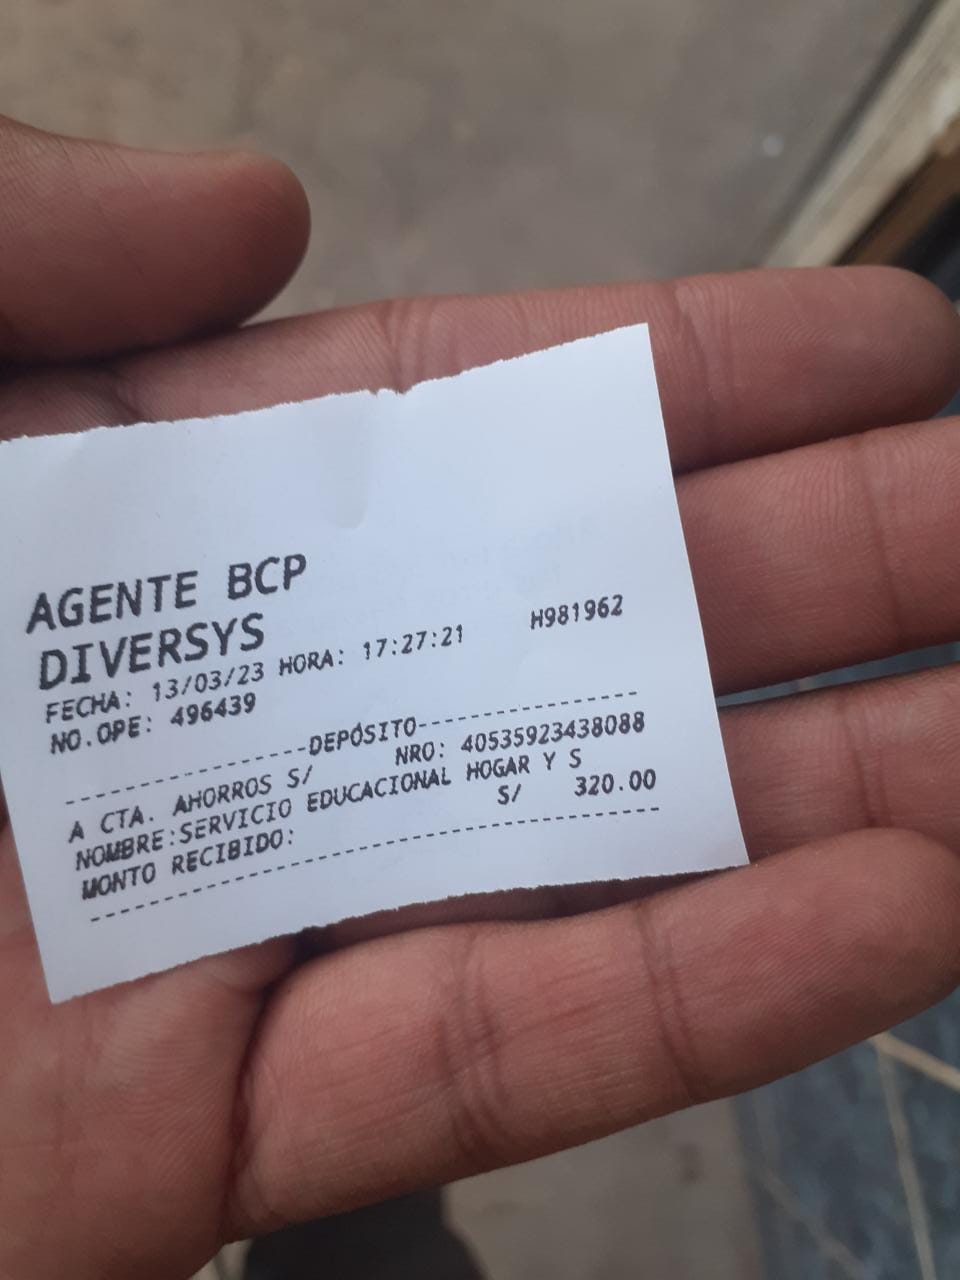 AGENTE BCP
DIVERSYS
FECHA: 13/03/23 HORA: 17:27:21 H981962
NO.OPE: 496439
------------------DEPÓSITO----------------
A CTA. AHORROS S/ NRO: 40535923438088
NOMBRE:SERVICIO EDUCACIONAL HOGAR Y S
MONTO RECIBIDO: S/ 320.00
------------------------------------------